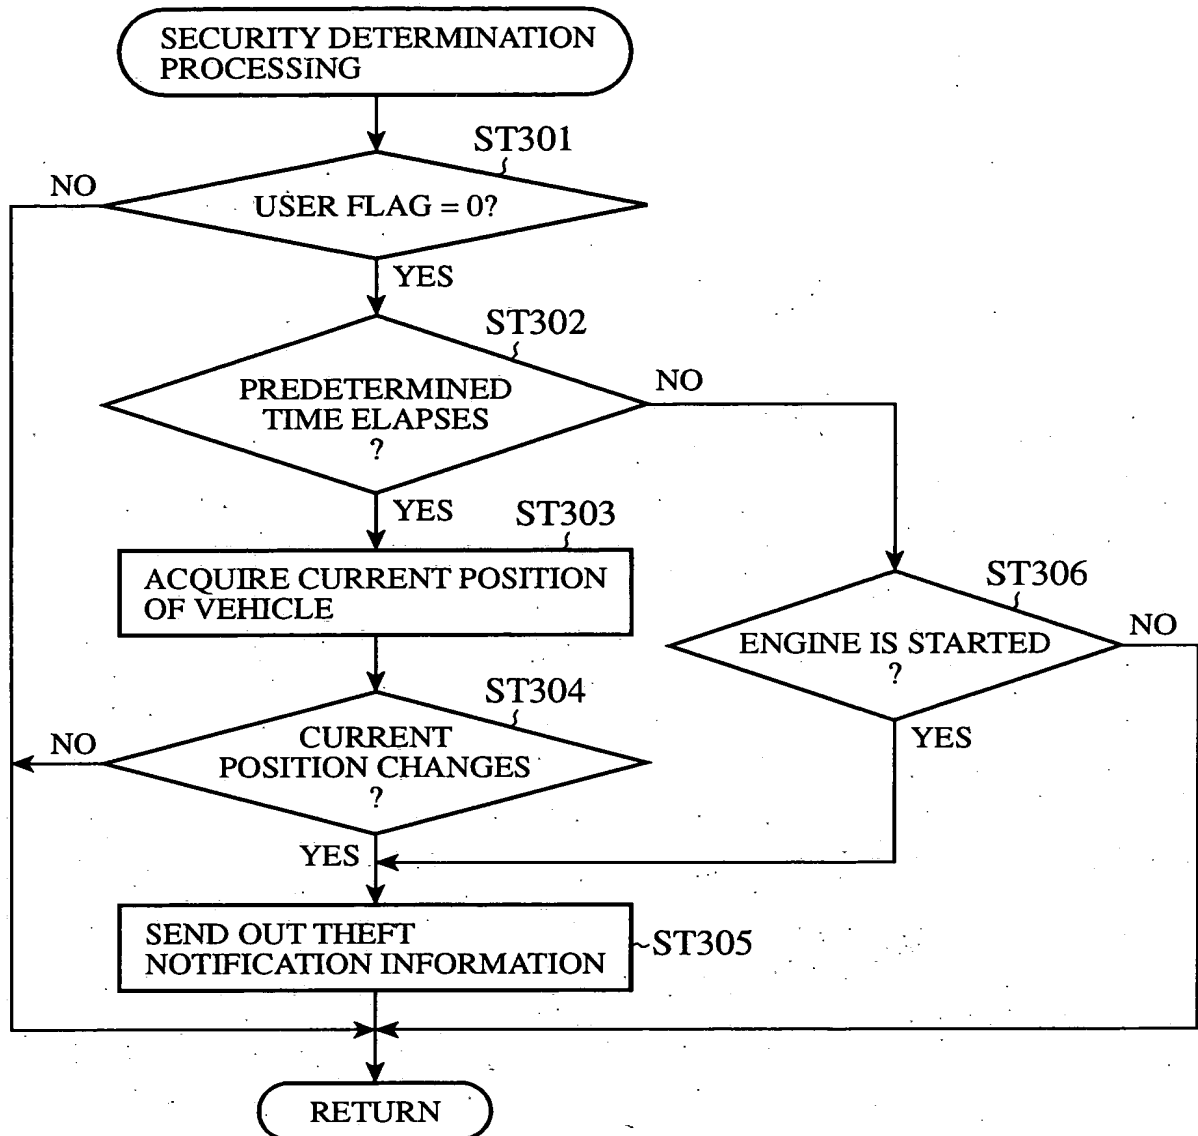 SECURITY DETERMINATION
PROCESSING
ST301
NO
USER FLAG = 0?
YES
ST302
PREDETERMINED
TIME ELAPSES
?
NO
YES
ST303
ACQUIRE CURRENT POSITION
OF VEHICLE
ST306
ENGINE IS STARTED
?
NO
YES
ST304
NO
CURRENT
POSITION CHANGES
?
YES
SEND OUT THEFT
NOTIFICATION INFORMATION
ST305
RETURN